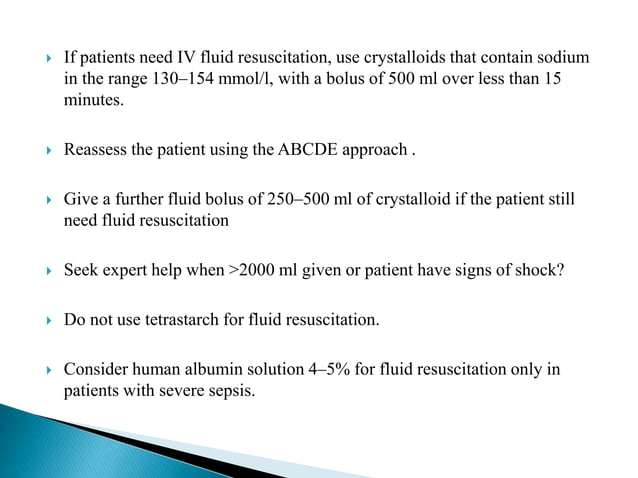 If patients need IV fluid resuscitation, use crystalloids that contain sodium
in the range 130–154 mmol/l, with a bolus of 500 ml over less than 15
minutes.
Reassess the patient using the ABCDE approach .
Give a further fluid bolus of 250–500 ml of crystalloid if the patient still
need fluid resuscitation
Seek expert help when >2000 ml given or patient have signs of shock?
Do not use tetrastarch for fluid resuscitation.
Consider human albumin solution 4–5% for fluid resuscitation only in
patients with severe sepsis.